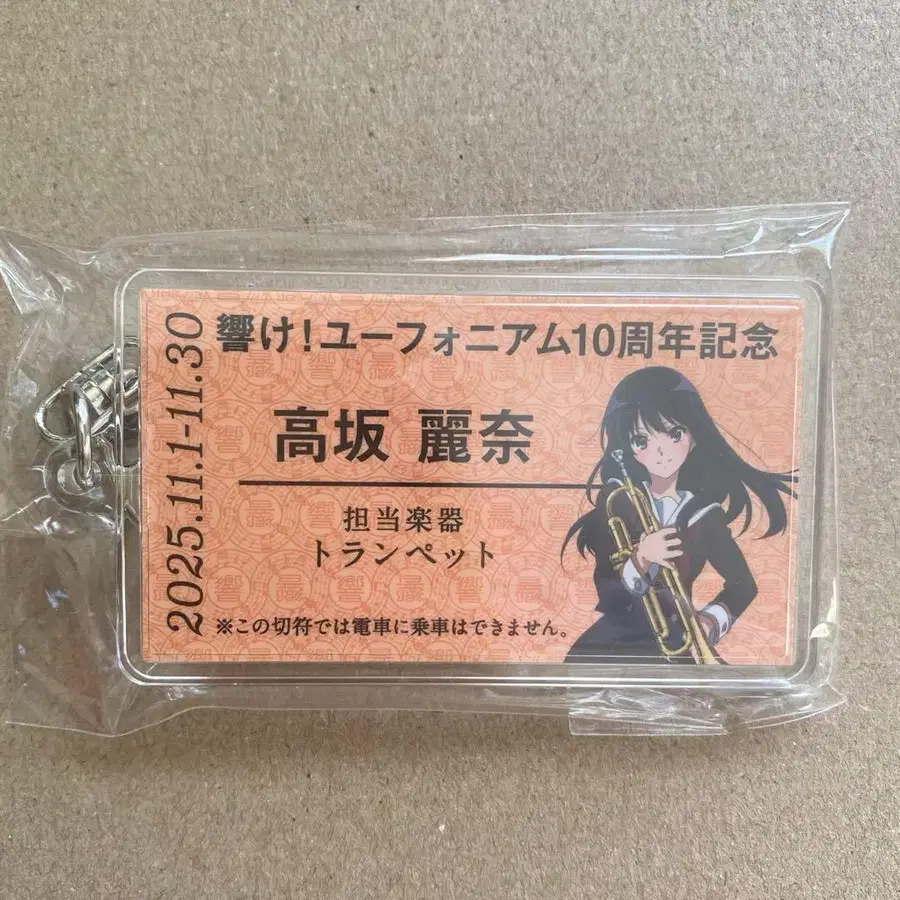 響け！ユーフォニアム10周年記念
高坂 麗奈
担当楽器
トランペット
※この切符では電車に乗車はできません。
2025.11.1-11.30